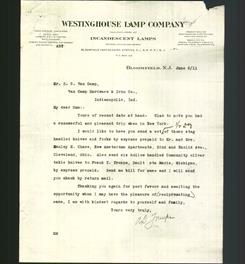 WESTINGHOUSE LAMP COMPANY
INCANDESCENT LAMPS
BLOOMFIELD, N.J. June 6/11
Mr. R. P. Van Camp,
Van Camp Hardware & Iron Co.,
Indianapolis, Ind.
My dear Sam:
Yours of recent date at hand. Glad to note you had
a successful and pleasant trip when in New York.
I would like to have you send a set of those stag
handled knives and forks by express prepaid to Mr. and Mrs.
Chase, New Amsterdam Apartments, 22nd and Euclid Ave.,
Cleveland, Ohio. Also send six hollow handled Community silver
table knives to Frank T. Trempe, Sault Ste Marie, Michigan,
by express prepaid. Send me bill for same and I will send
you check by return mail.
Thanking you again for past favors and awaiting the
opportunity when I may have the pleasure of reciprocating
same, I am with kindest regards to yourself and family,
Yours very truly,